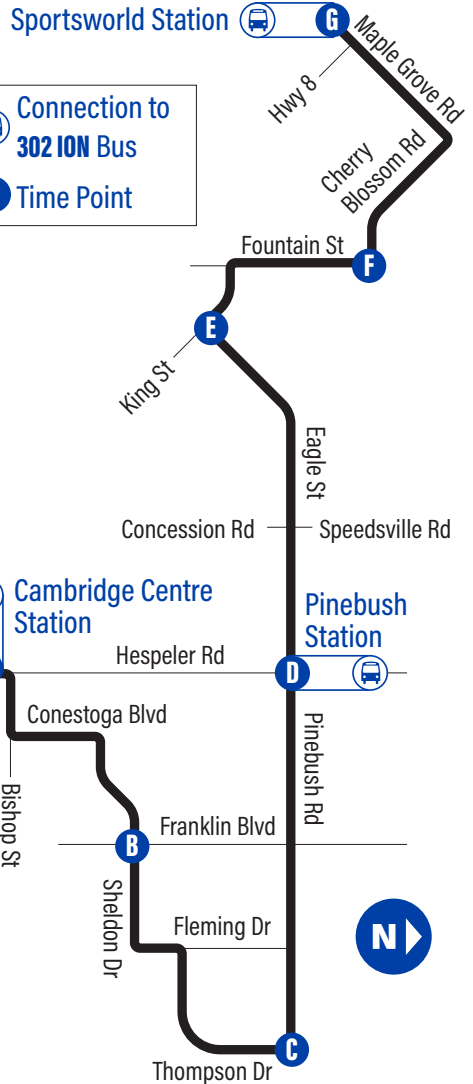 Sportsworld Station
G
Maple Grove Rd
Hwy 8
Connection to
302 ION Bus
Time Point
Cherry
Blossom Rd
Fountain St
F
E
King St
Eagle St
Concession Rd
Speedsville Rd
Cambridge Centre
Station
Pinebush
Station
Hespeler Rd
D
Conestoga Blvd
Pinebush Rd
Bishop St
Franklin Blvd
B
Sheldon Dr
Fleming Dr
N
C
Thompson Dr